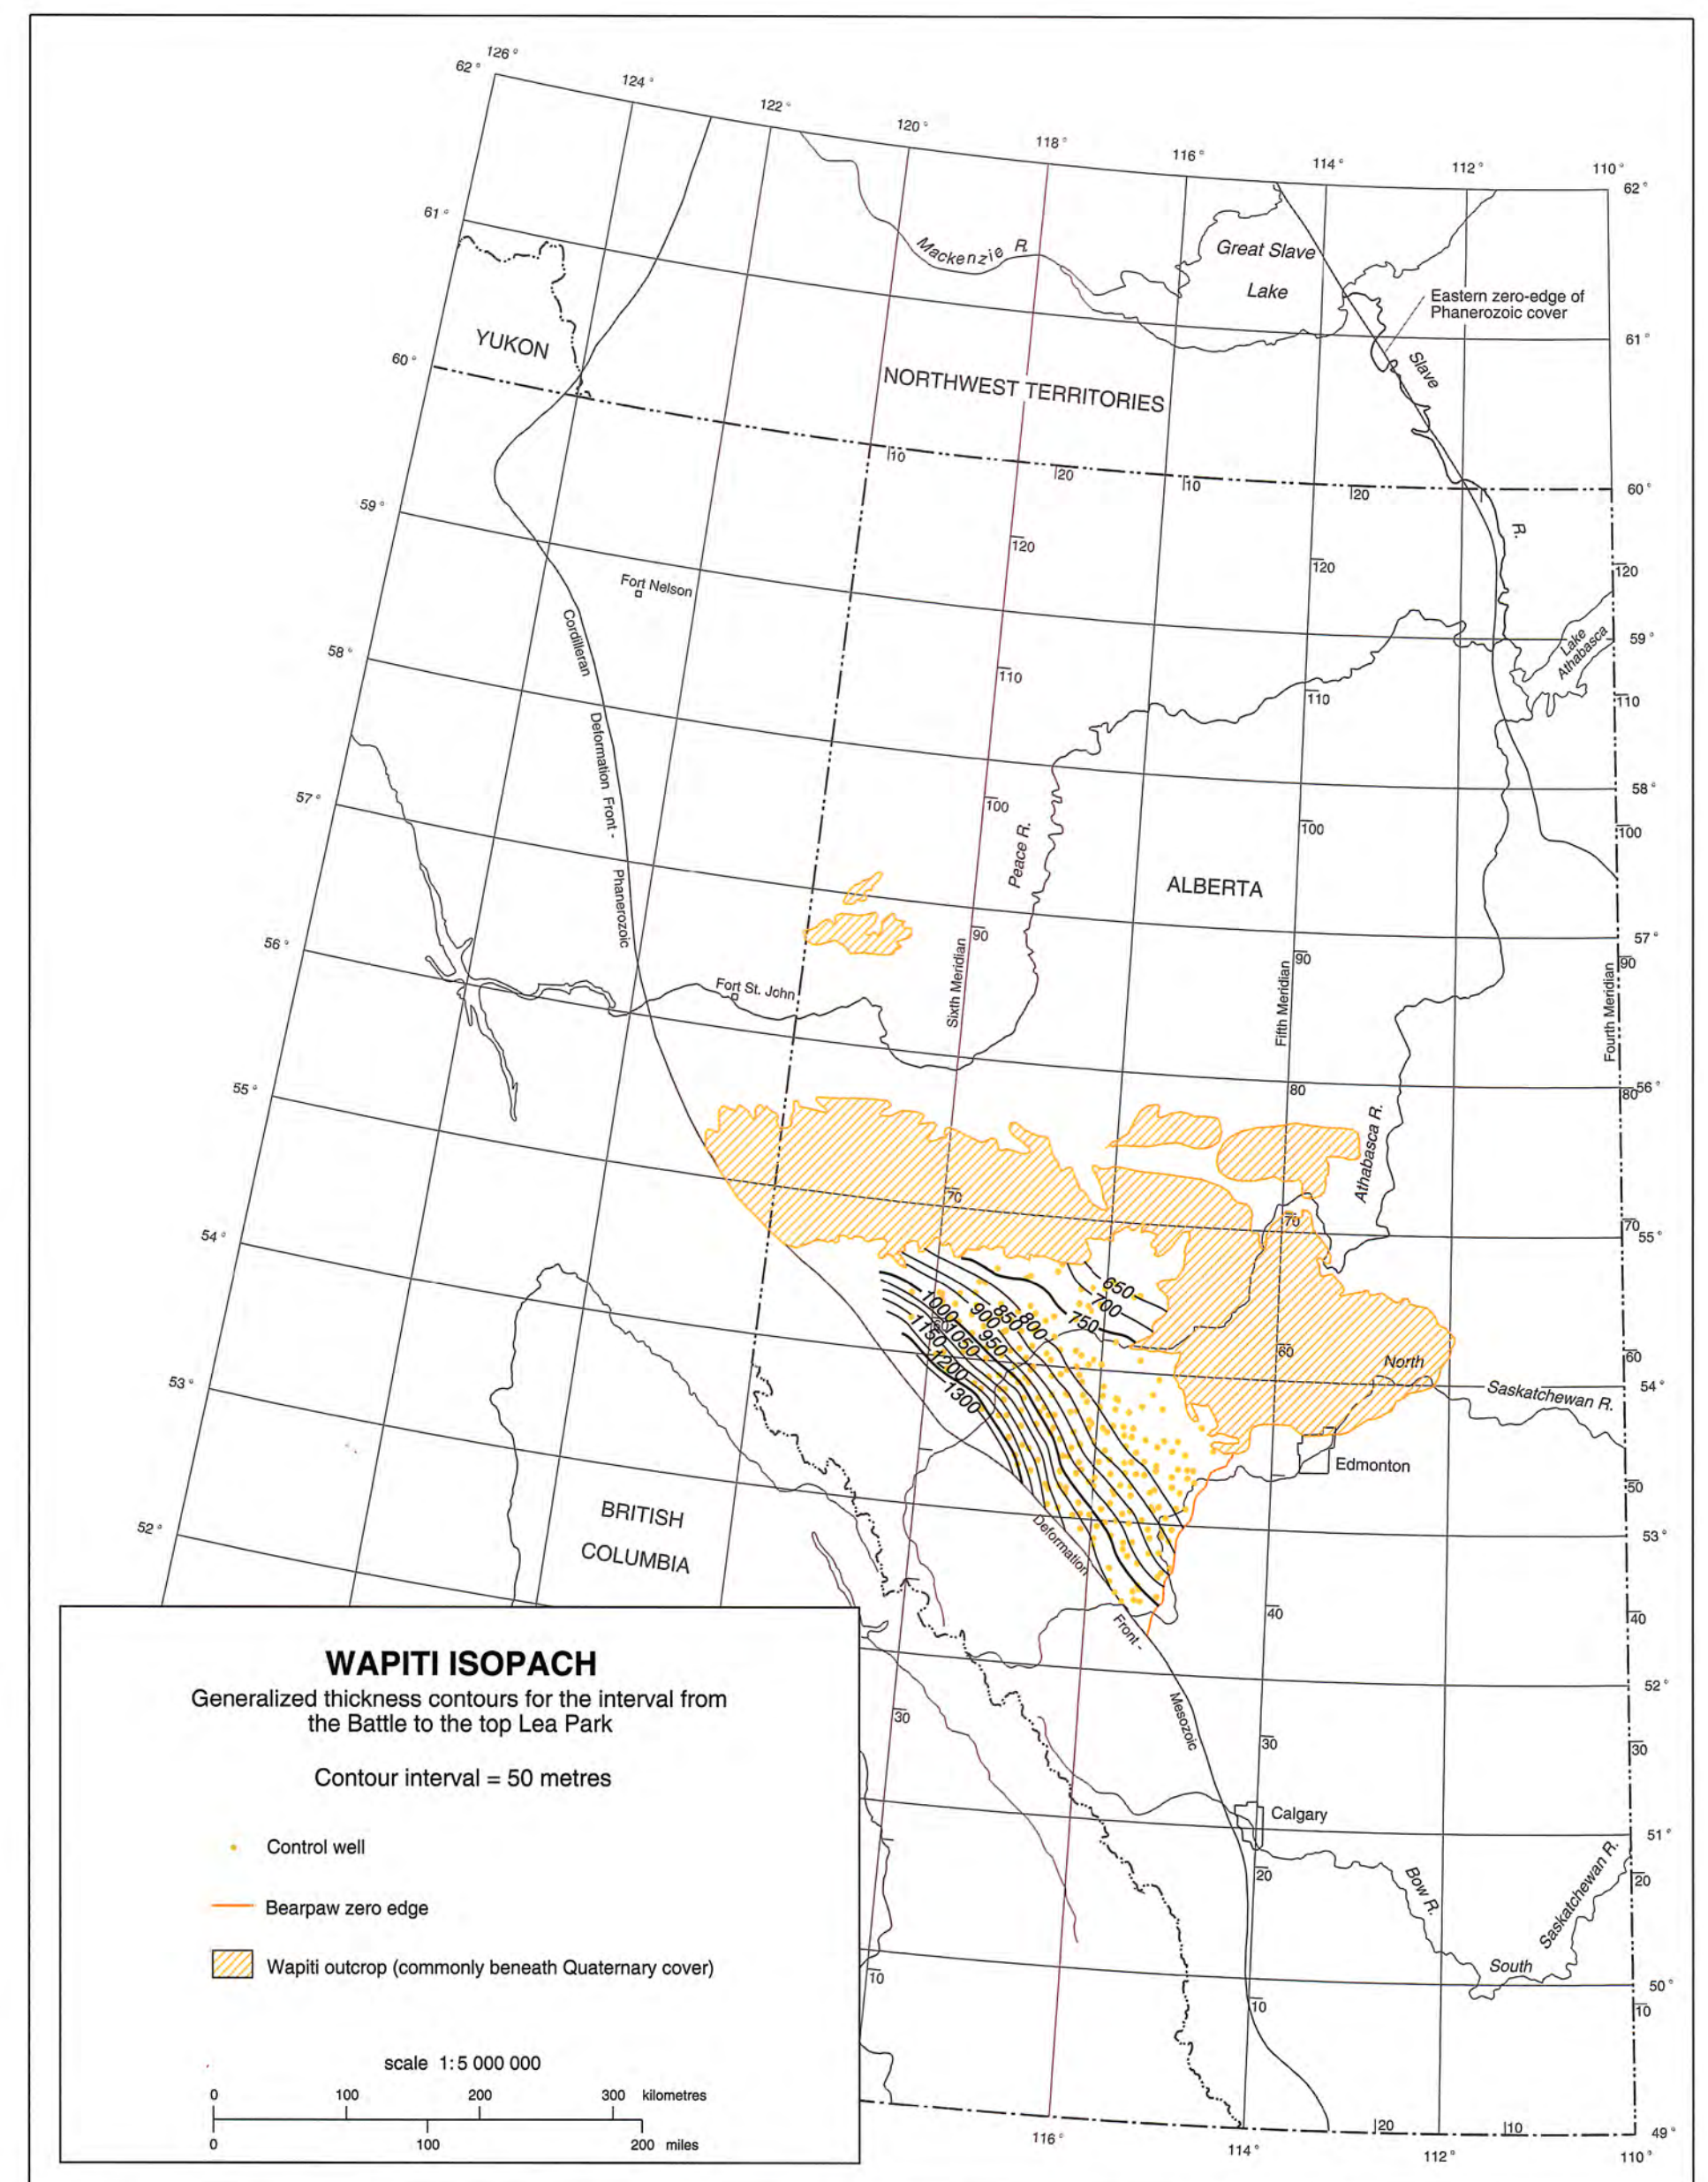 126°
62°
124°
122°
120°
118°
116°
114°
112°
110°
62°
61°
Mackenzie R.
Great Slave
Lake
Eastern zero-edge of
Phanerozoic cover
61°
YUKON
60°
NORTHWEST TERRITORIES
Slave
10
20
10
20
60°
59°
R.
120
120
120
Fort Nelson
Cordilleran
59°
Lake
Athabasca
58°
110
110
110
Deformation Front -
58°
57°
100
100
100
Peace R.
Phanerozoic
ALBERTA
56°
90
90
90
57°
Sixth Meridian
Fifth Meridian
Fourth Meridian
Fort St. John
55°
80
80
56°
Athabasca R.
70
70
70
55°
54°
650
700
750
800
850
900
950
1000
1050
1150
1200
1300
60
60
60
North
Saskatchewan R.
54°
53°
Edmonton
50
53°
52°
BRITISH
COLUMBIA
Deformation
Front -
40
40
Mesozoic
52°
30
30
30
Calgary
51°
20
20
Bow R.
Saskatchewan R.
South
50°
10
10
10
20
10
49°
116°
114°
112°
110°
WAPITI ISOPACH
Generalized thickness contours for the interval from
the Battle to the top Lea Park
Contour interval = 50 metres
Control well
Bearpaw zero edge
Wapiti outcrop (commonly beneath Quaternary cover)
scale 1:5 000 000
0 100 200 300 kilometres
0 100 200 miles